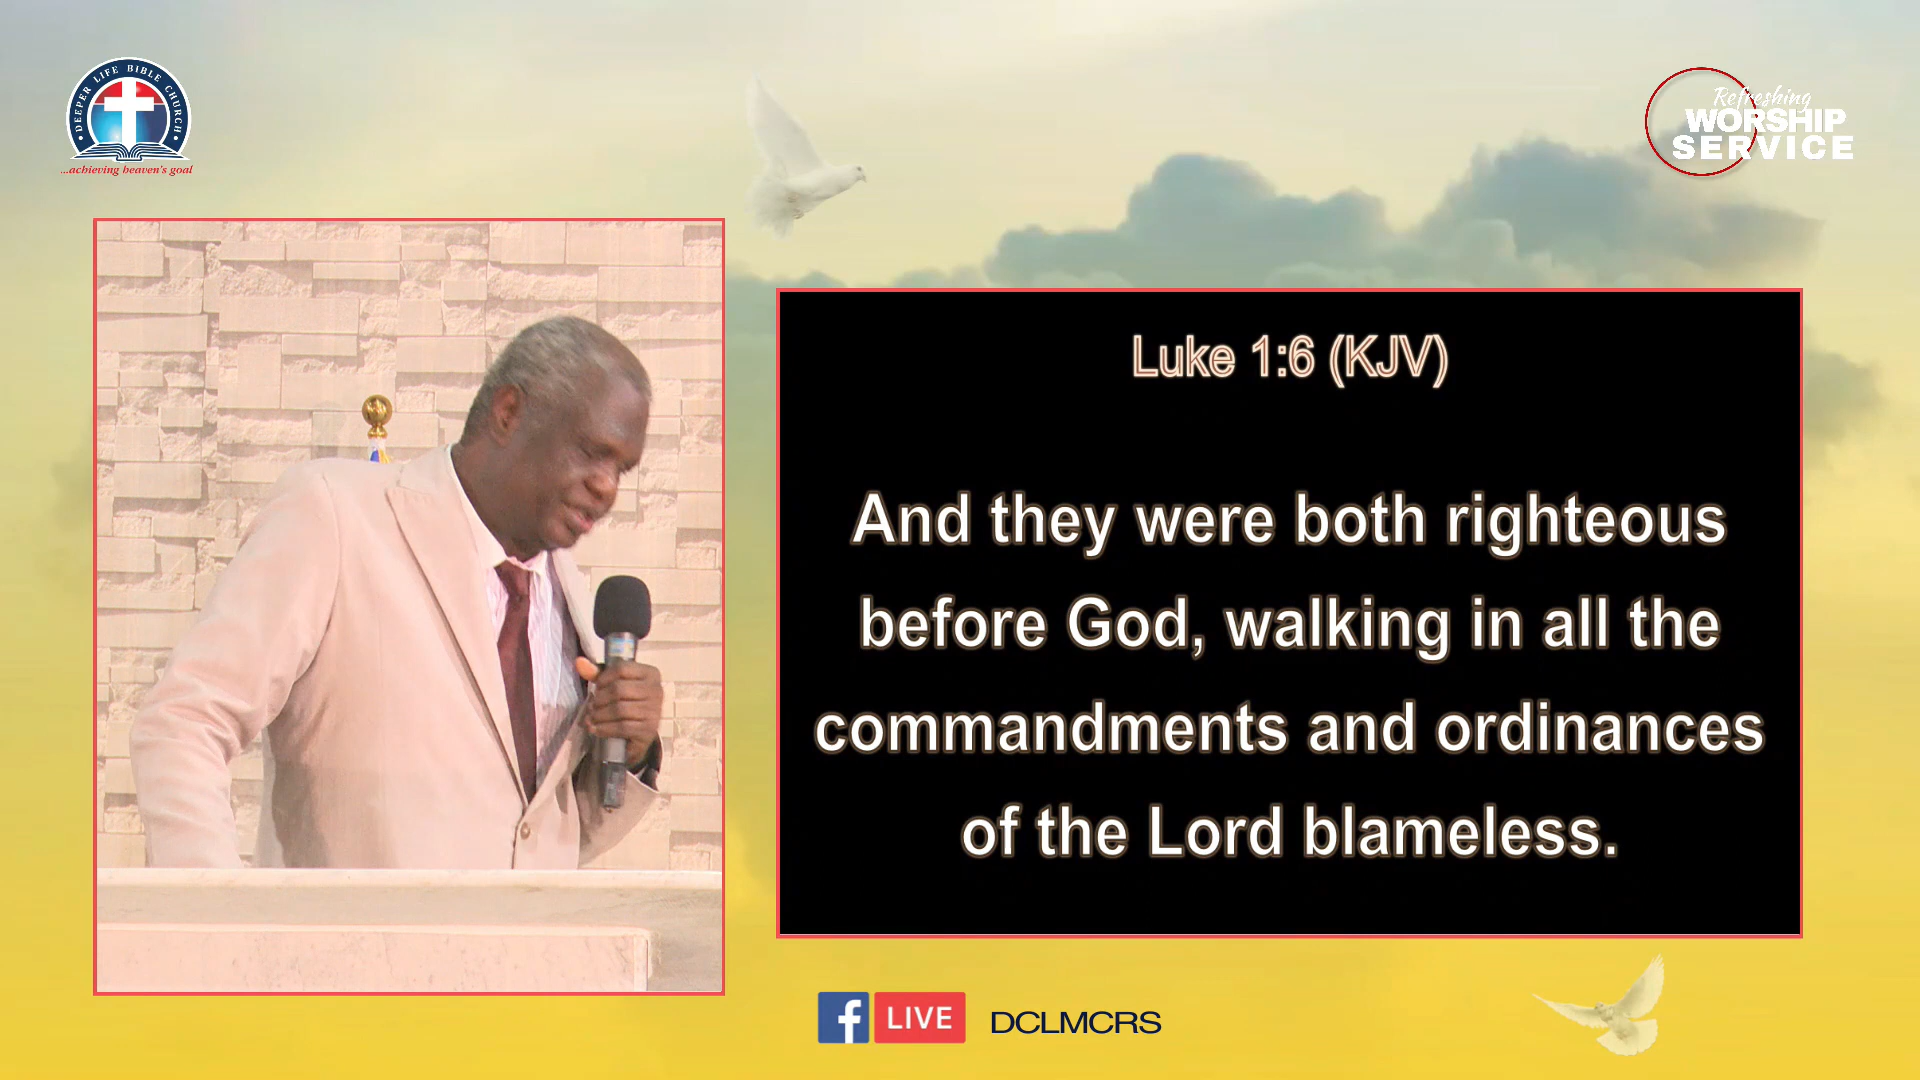 DEEPER LIFE BIBLE CHURCH
...achieving heaven's goal
Refreshing
WORSHIP
SERVICE
Luke 1:6 (KJV)
And they were both righteous
before God, walking in all the
commandments and ordinances
of the Lord blameless.
f LIVE DCLMCRS